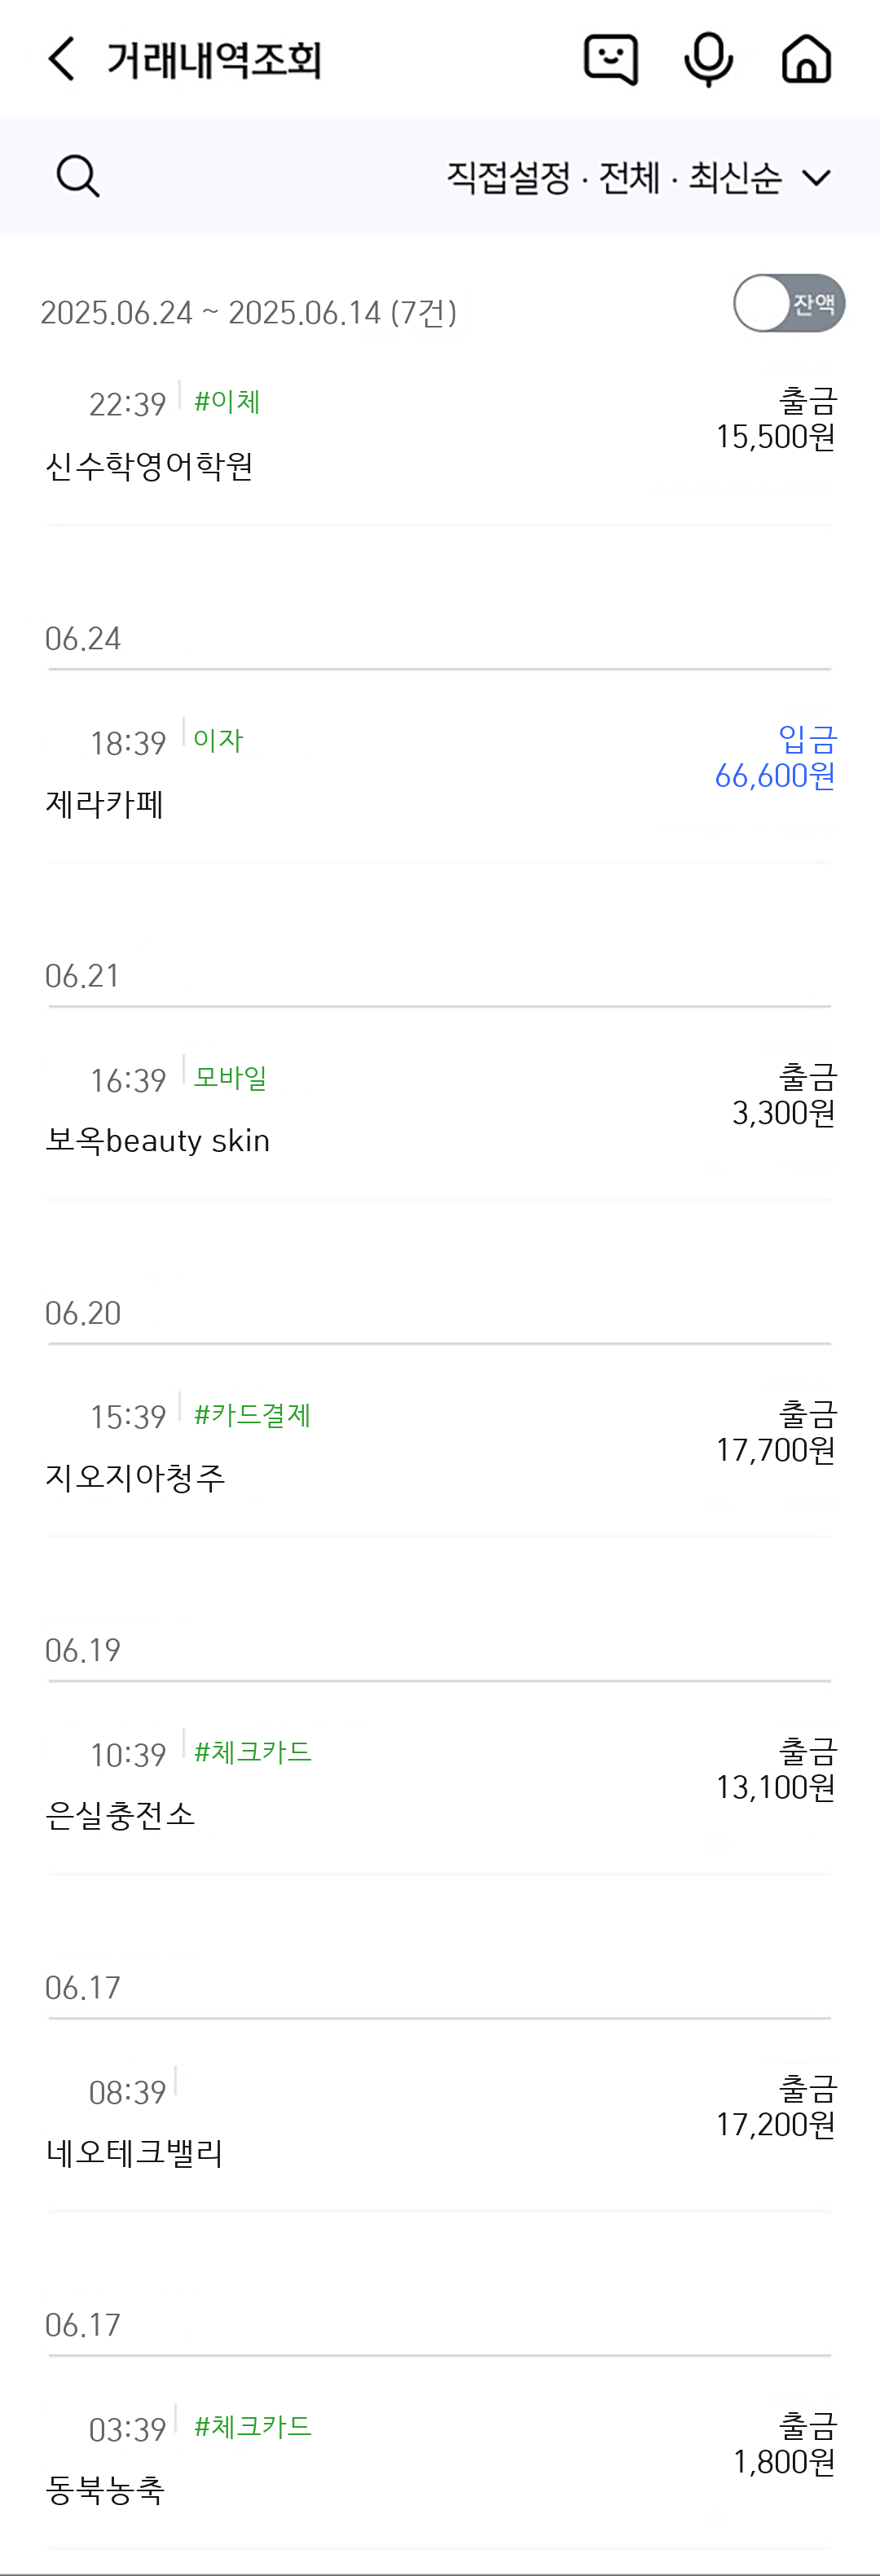 거래내역조회
직접설정 · 전체 · 최신순
2025.06.24 ~ 2025.06.14 (7건)
잔액
22:39 #이체
출금
15,500원
신수학영어학원
06.24
18:39 이자
입금
66,600원
제라카페
06.21
16:39 모바일
출금
3,300원
보옥beauty skin
06.20
15:39 #카드결제
출금
17,700원
지오지아청주
06.19
10:39 #체크카드
출금
13,100원
은실충전소
06.17
08:39
출금
17,200원
네오테크밸리
06.17
03:39 #체크카드
출금
1,800원
동북농축